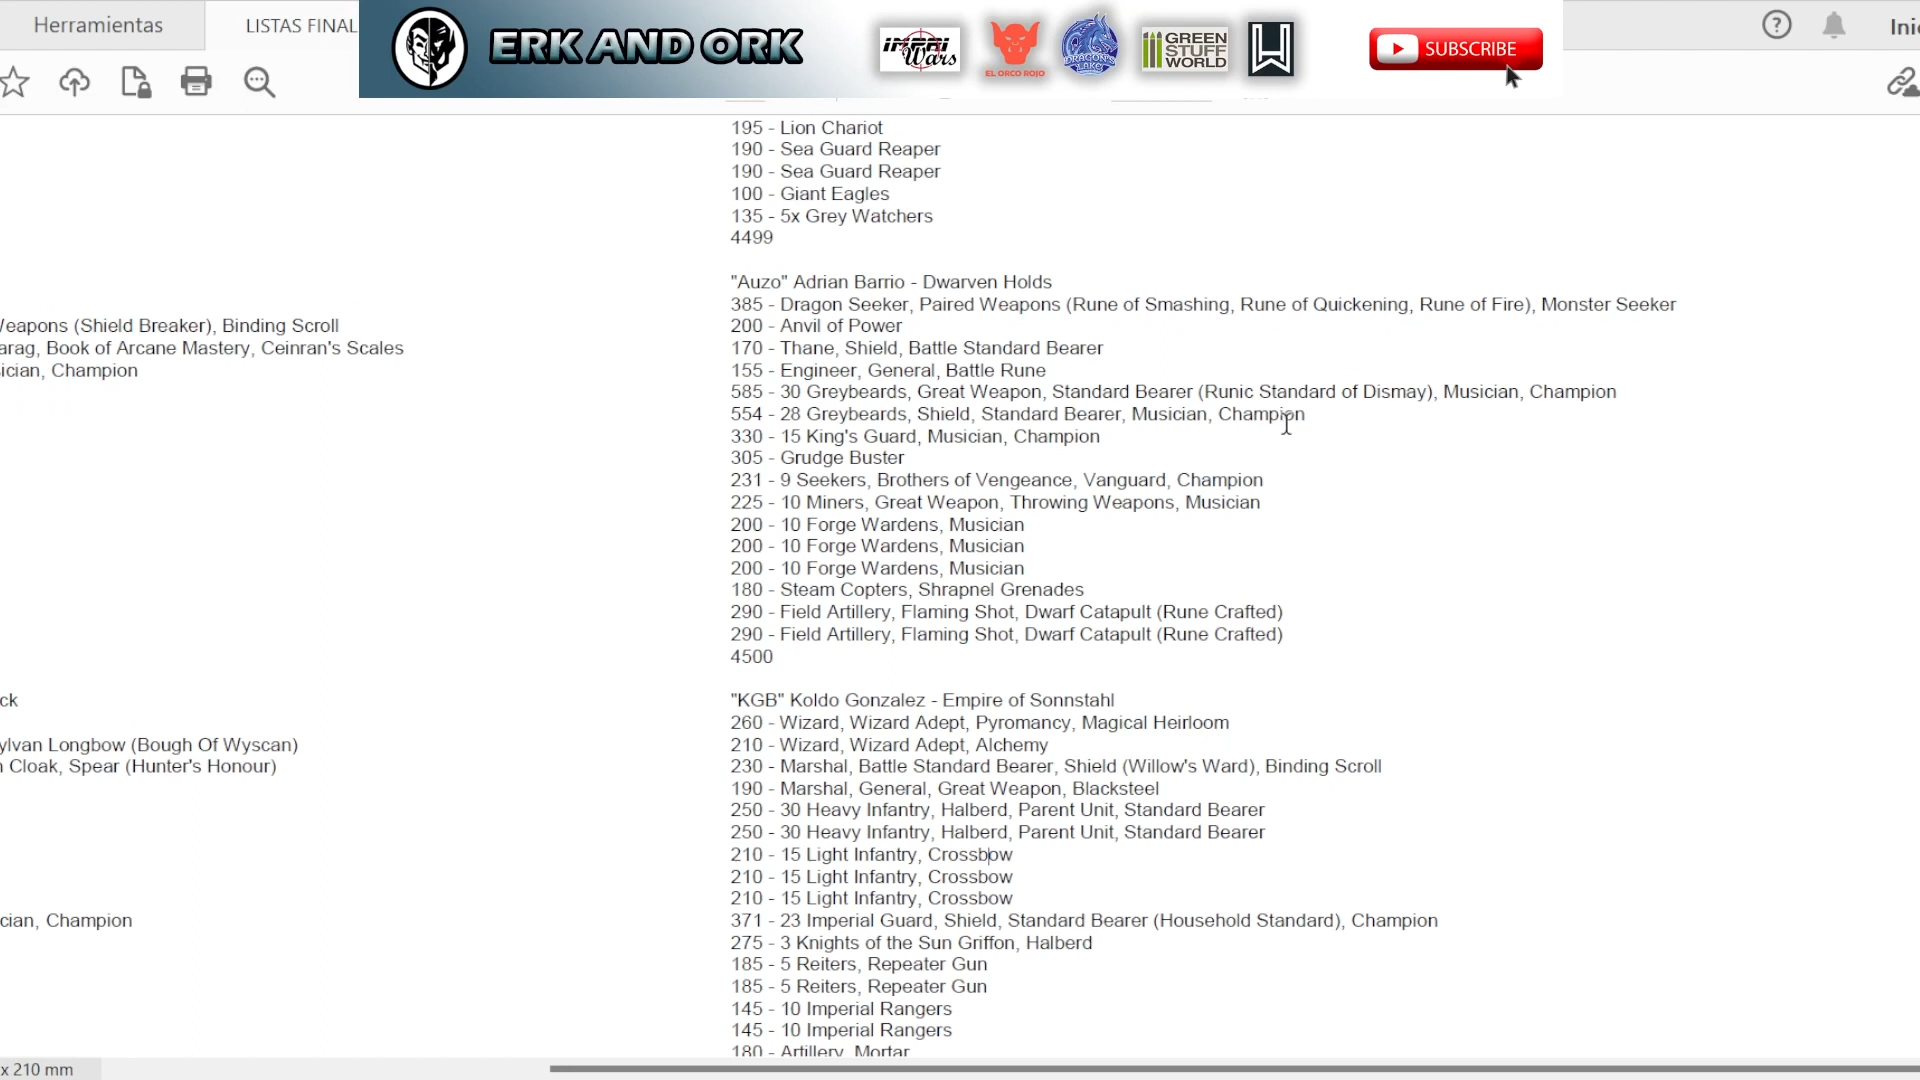 Herramientas
LISTAS FINAL
ERK AND ORK
IMPRI Wars
EL ORCO ROJO
DRAGON'S LAKE
GREEN STUFF WORLD
SUBSCRIBE
Inic
195 - Lion Chariot
190 - Sea Guard Reaper
190 - Sea Guard Reaper
100 - Giant Eagles
135 - 5x Grey Watchers
4499
"Auzo" Adrian Barrio - Dwarven Holds
385 - Dragon Seeker, Paired Weapons (Rune of Smashing, Rune of Quickening, Rune of Fire), Monster Seeker
200 - Anvil of Power
170 - Thane, Shield, Battle Standard Bearer
155 - Engineer, General, Battle Rune
585 - 30 Greybeards, Great Weapon, Standard Bearer (Runic Standard of Dismay), Musician, Champion
554 - 28 Greybeards, Shield, Standard Bearer, Musician, Champion
330 - 15 King's Guard, Musician, Champion
305 - Grudge Buster
231 - 9 Seekers, Brothers of Vengeance, Vanguard, Champion
225 - 10 Miners, Great Weapon, Throwing Weapons, Musician
200 - 10 Forge Wardens, Musician
200 - 10 Forge Wardens, Musician
200 - 10 Forge Wardens, Musician
180 - Steam Copters, Shrapnel Grenades
290 - Field Artillery, Flaming Shot, Dwarf Catapult (Rune Crafted)
290 - Field Artillery, Flaming Shot, Dwarf Catapult (Rune Crafted)
4500
"KGB" Koldo Gonzalez - Empire of Sonnstahl
260 - Wizard, Wizard Adept, Pyromancy, Magical Heirloom
210 - Wizard, Wizard Adept, Alchemy
230 - Marshal, Battle Standard Bearer, Shield (Willow's Ward), Binding Scroll
190 - Marshal, General, Great Weapon, Blacksteel
250 - 30 Heavy Infantry, Halberd, Parent Unit, Standard Bearer
250 - 30 Heavy Infantry, Halberd, Parent Unit, Standard Bearer
210 - 15 Light Infantry, Crossbow
210 - 15 Light Infantry, Crossbow
210 - 15 Light Infantry, Crossbow
371 - 23 Imperial Guard, Shield, Standard Bearer (Household Standard), Champion
275 - 3 Knights of the Sun Griffon, Halberd
185 - 5 Reiters, Repeater Gun
185 - 5 Reiters, Repeater Gun
145 - 10 Imperial Rangers
145 - 10 Imperial Rangers
180 - Artillery, Mortar
eapons (Shield Breaker), Binding Scroll
arag, Book of Arcane Mastery, Ceinran's Scales
ician, Champion
ck
ylvan Longbow (Bough Of Wyscan)
n Cloak, Spear (Hunter's Honour)
cian, Champion
x 210 mm